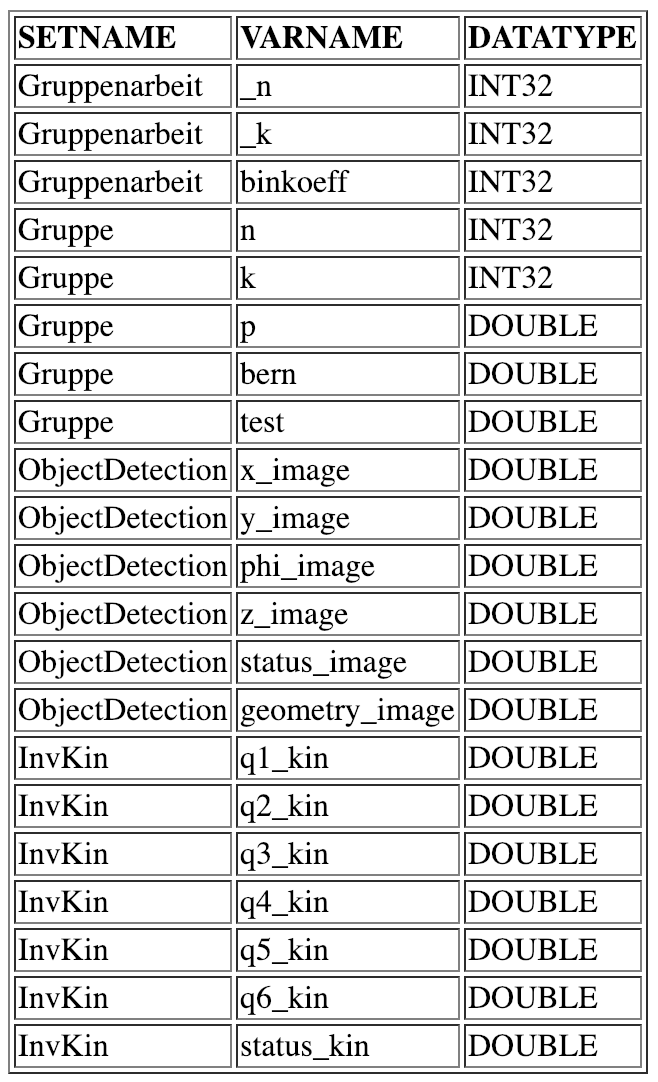 SETNAME VARNAME DATATYPE
Gruppenarbeit _n INT32
Gruppenarbeit _k INT32
Gruppenarbeit binkoeff INT32
Gruppe n INT32
Gruppe k INT32
Gruppe p DOUBLE
Gruppe bern DOUBLE
Gruppe test DOUBLE
ObjectDetection x_image DOUBLE
ObjectDetection y_image DOUBLE
ObjectDetection phi_image DOUBLE
ObjectDetection z_image DOUBLE
ObjectDetection status_image DOUBLE
ObjectDetection geometry_image DOUBLE
InvKin q1_kin DOUBLE
InvKin q2_kin DOUBLE
InvKin q3_kin DOUBLE
InvKin q4_kin DOUBLE
InvKin q5_kin DOUBLE
InvKin q6_kin DOUBLE
InvKin status_kin DOUBLE